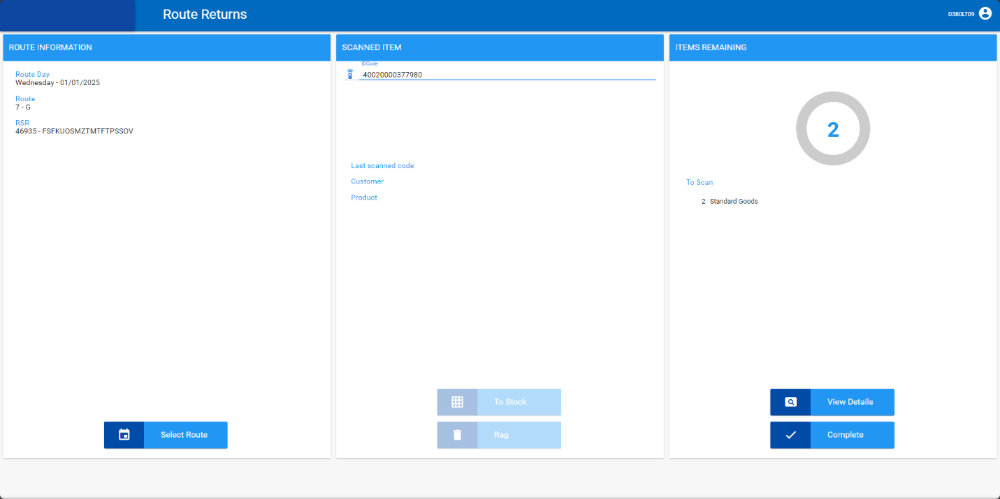 Route Returns
D380LT09
ROUTE INFORMATION
Route Day
Wednesday - 01/01/2025
Route
7 - G
RSR
46935 - FSFKUOSMZTMTFTPSSOV
Select Route
SCANNED ITEM
IDCode
40020000377980
Last scanned code
Customer
Product
To Stock
Rag
ITEMS REMAINING
2
To Scan
2 Standard Goods
View Details
Complete